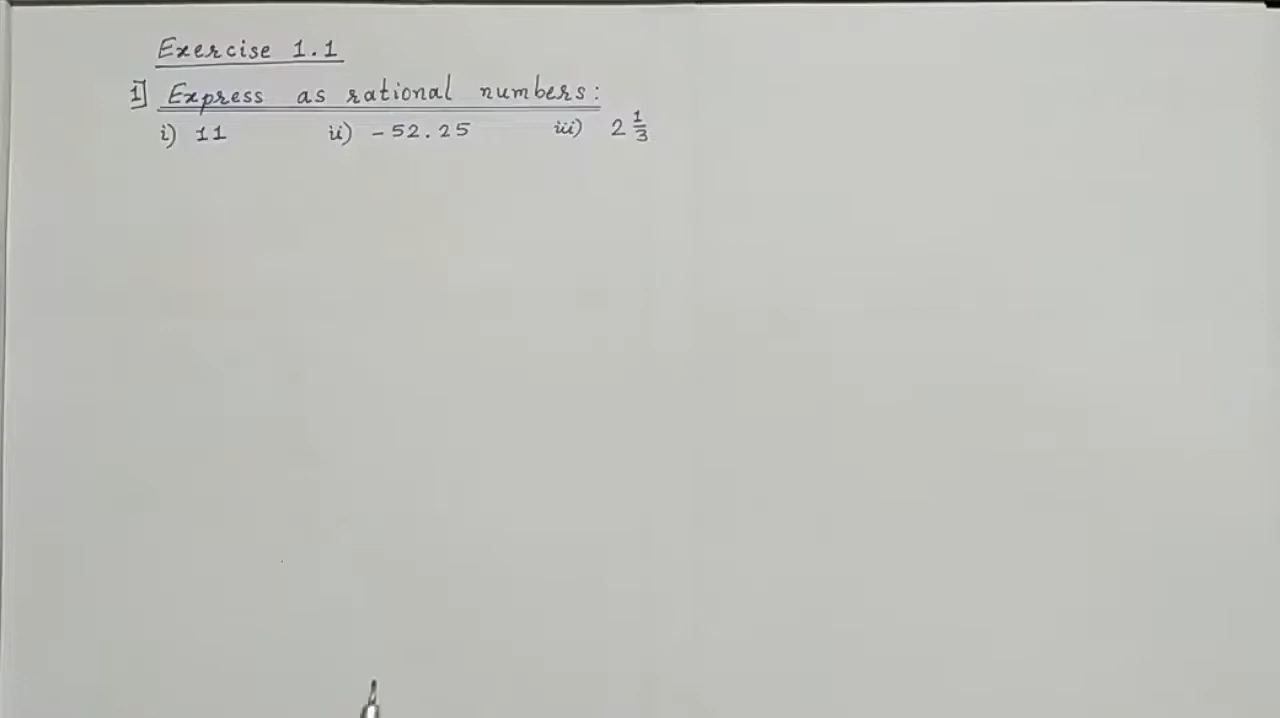 Exercise 1.1
1] Express as rational numbers:
i) 11 ii) -52.25 iii) 2 1/3